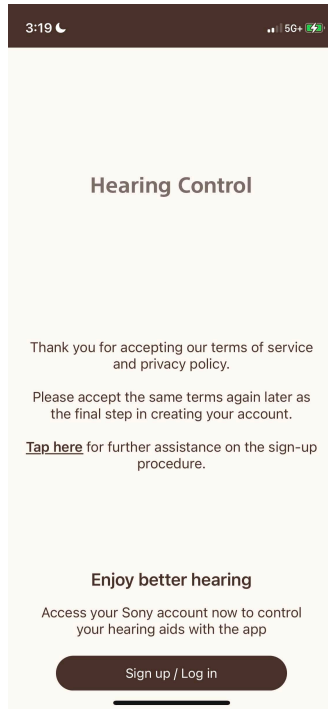 3:19
5G+
Hearing Control
Thank you for accepting our terms of service
and privacy policy.
Please accept the same terms again later as
the final step in creating your account.
Tap here for further assistance on the sign-up
procedure.
Enjoy better hearing
Access your Sony account now to control
your hearing aids with the app
Sign up / Log in